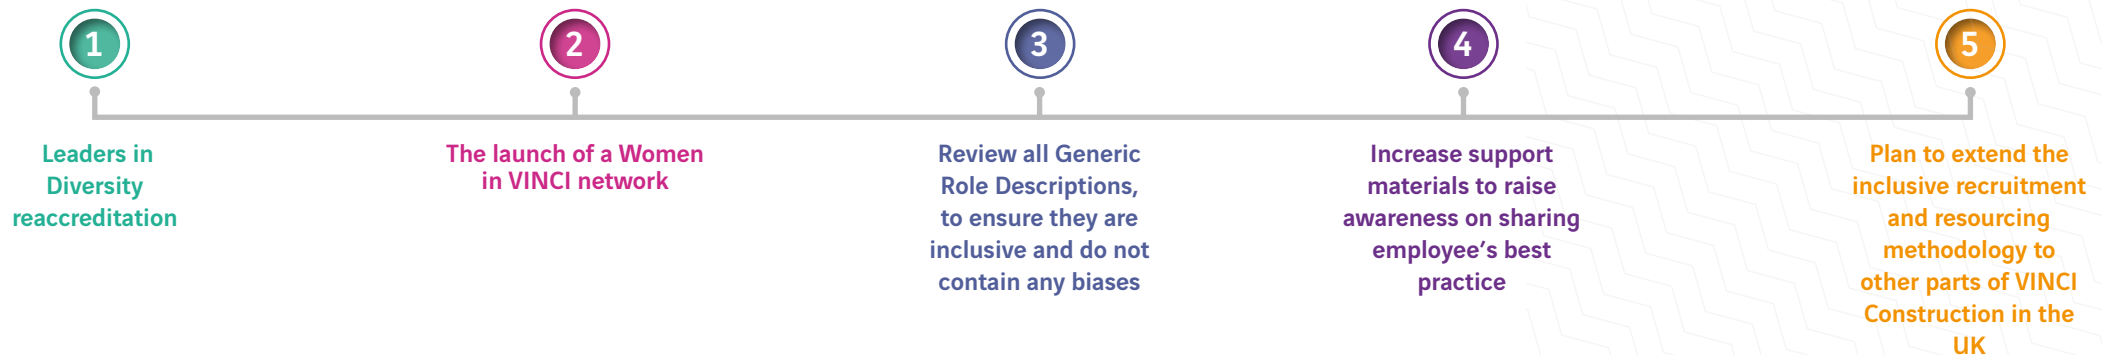 1
Leaders in
Diversity
reaccreditation
2
The launch of a Women
in VINCI network
3
Review all Generic
Role Descriptions,
to ensure they are
inclusive and do not
contain any biases
4
Increase support
materials to raise
awareness on sharing
employee's best
practice
5
Plan to extend the
inclusive recruitment
and resourcing
methodology to
other parts of VINCI
Construction in the
UK